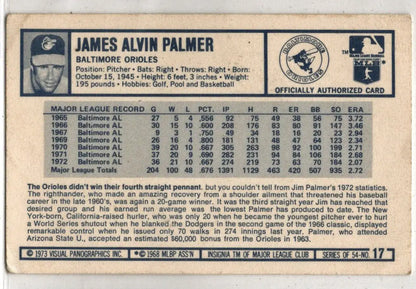 JAMES ALVIN PALMER
BALTIMORE ORIOLES
Position: Pitcher • Bats: Right • Throws: Right • Born:
October 15, 1945 • Height: 6 feet, 3 inches • Weight:
195 pounds • Hobbies: Golf, Pool and Basketball
MLB
OFFICIALLY AUTHORIZED CARD
MAJOR LEAGUE RECORD G W L PCT. IP H R ER BB SO ERA
1965 Baltimore AL 27 5 4 .556 92 75 49 38 56 75 3.72
1966 Baltimore AL 30 15 10 .600 208 176 83 80 91 147 3.46
1967 Baltimore AL 9 3 1 .750 49 34 18 16 20 23
1969 Baltimore AL 26 16 4 .800 181 131 48 47 64 123 2.34
1970 Baltimore AL 39 20 10 .667 305 263 98 92 100 199 2.71
1971 Baltimore AL 37 20 9 .690 282 231 94 84 106 184 2.68
1972 Baltimore AL 36 21 10 .677 274 219 73 63 70 184 2.07
Major League Totals 204 100 48 .676 1391 1129 463 420 507 935 2.72
The Orioles didn't win their fourth straight pennant, but you couldn't tell from Jim Palmer's 1972 statistics.
The righthander, who made an amazing recovery from a shoulder ailment that threatened his baseball
career in the late 1960's, was again a 20-game winner. It was the third straight year Jim has reached that
degree and his earned run average was the lowest Palmer has produced to date. The New
York-born, California-raised hurler, who was only 20 when he became the youngest pitcher ever to hurl
a World Series shutout when he blanked the Dodgers in the second game of the 1966 classic, displayed
remarkable control when he issued only 70 walks in 274 innings last year. Palmer, who attended
Arizona State U., accepted an estimated $60,000 bonus from the Orioles in 1963.
©1973 VISUAL PANOGRAPHICS INC. ©1968 MLBP ASS'N INSIGNIA TM OF MAJOR LEAGUE CLUB SERIES OF 54-NO. 17